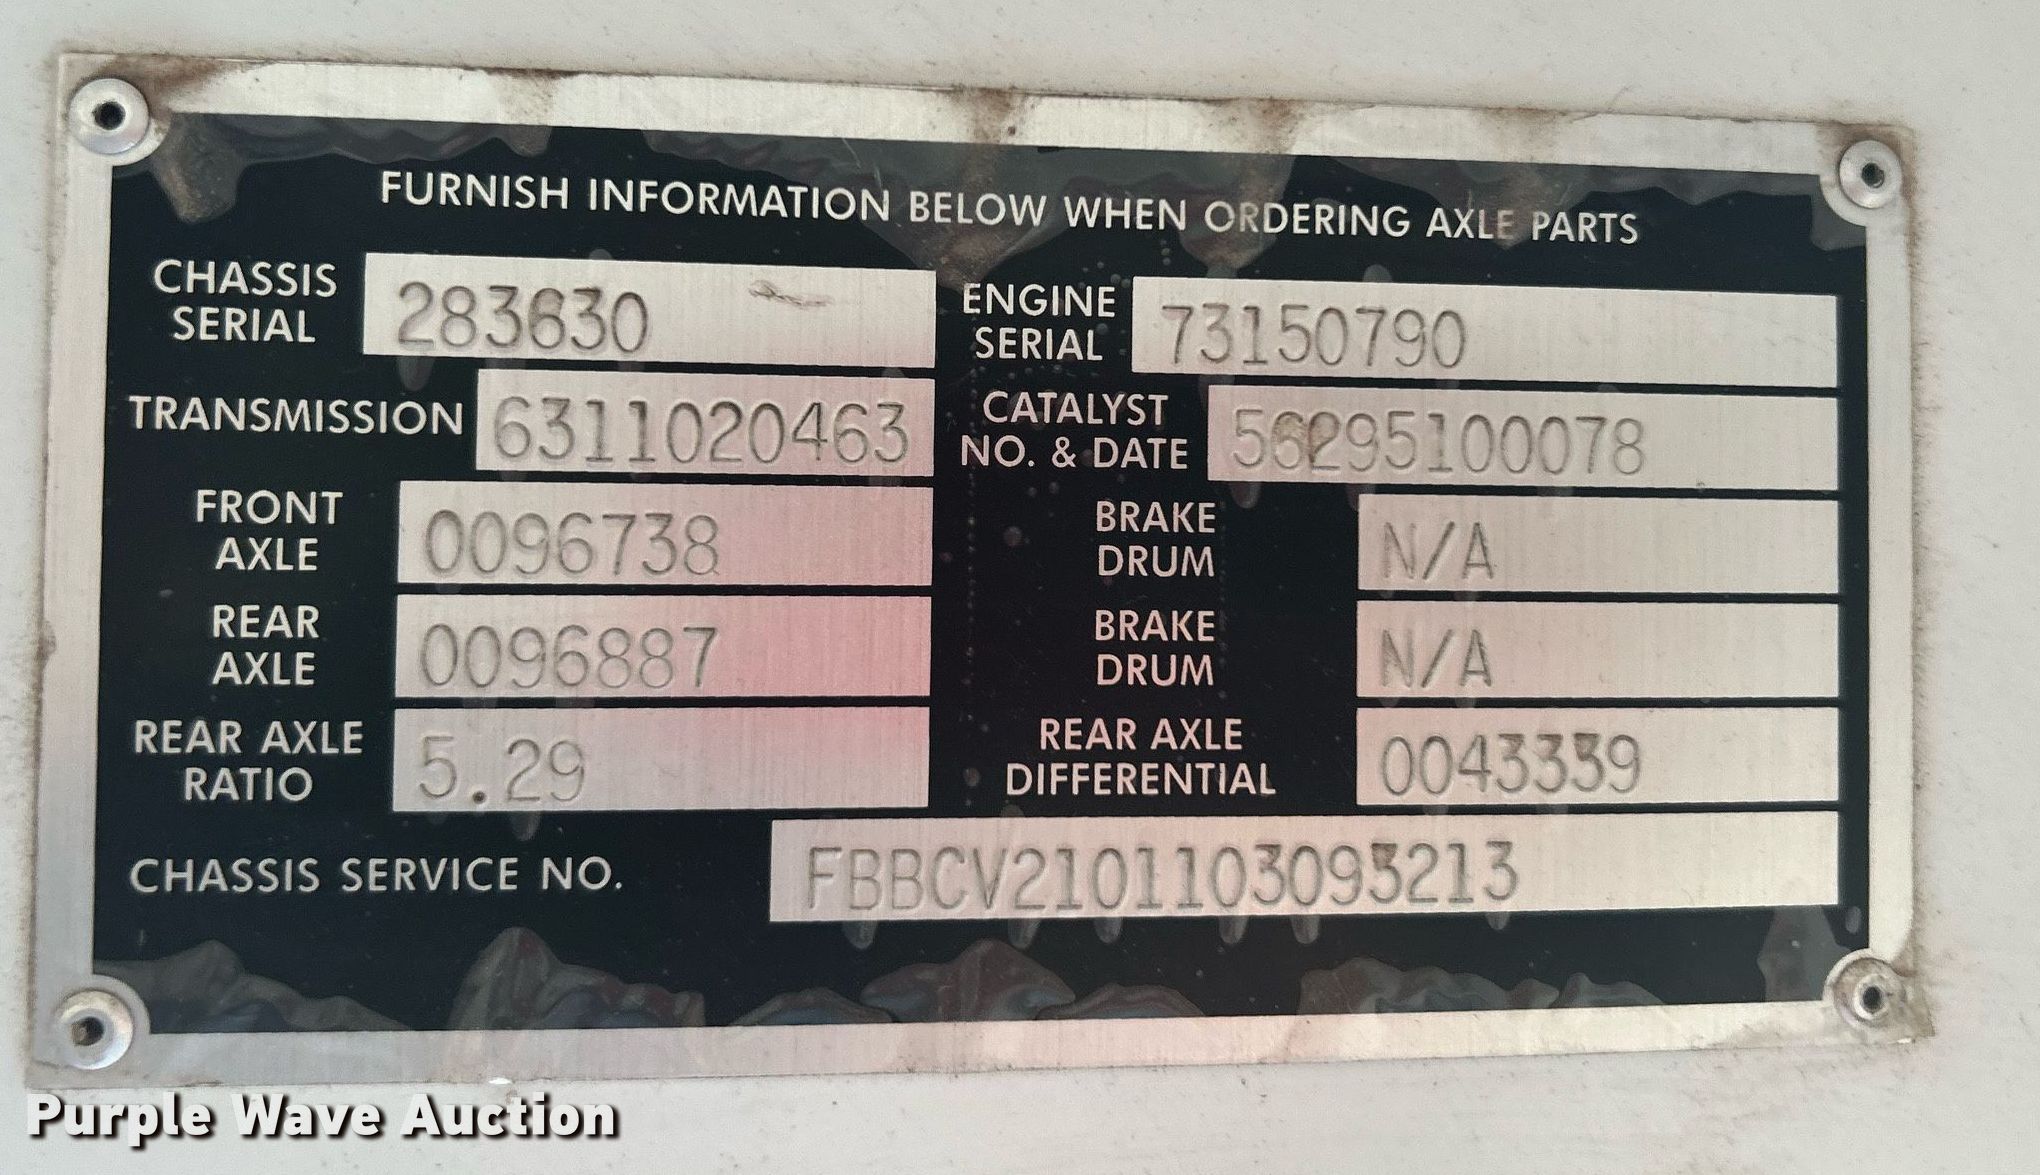 FURNISH INFORMATION BELOW WHEN ORDERING AXLE PARTS
CHASSIS
SERIAL
283630
ENGINE
SERIAL
73150790
TRANSMISSION
6311020463
CATALYST
NO. & DATE
56295100078
FRONT
AXLE
0096738
BRAKE
DRUM
N/A
REAR
AXLE
0096887
BRAKE
DRUM
N/A
REAR AXLE
RATIO
5.29
REAR AXLE
DIFFERENTIAL
0043339
CHASSIS SERVICE NO.
FBBCV2101103093213
Purple Wave Auction